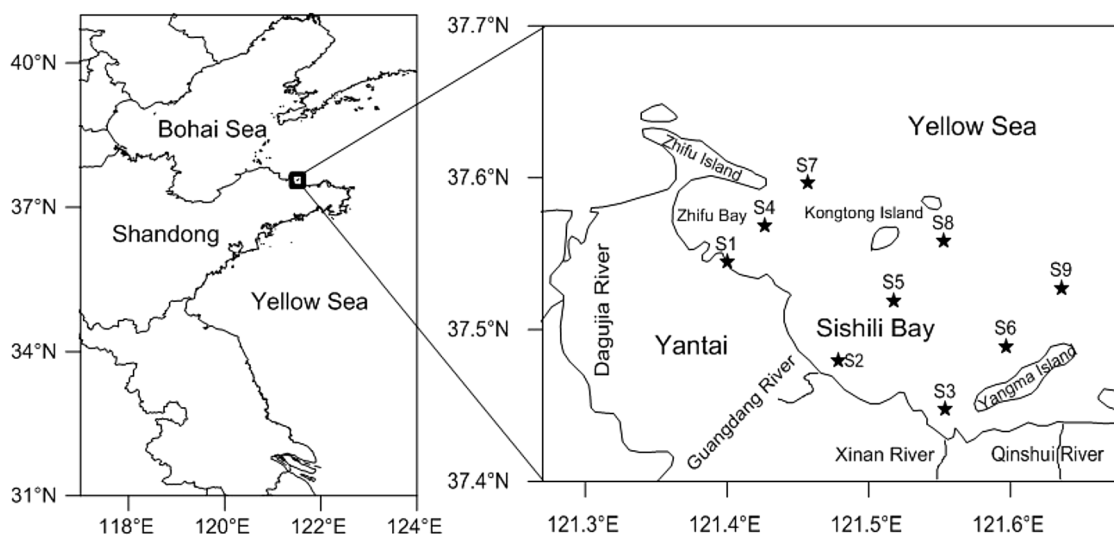 40°N
37°N
34°N
31°N
118°E
120°E
122°E
124°E
Bohai Sea
Shandong
Yellow Sea
37.7°N
37.6°N
37.5°N
37.4°N
121.3°E
121.4°E
121.5°E
121.6°E
Yellow Sea
Zhifu Island
S7
Zhifu Bay
S4
Kongtong Island
S8
S1
Dagujia River
S5
S9
Yantai
Sishili Bay
S6
S2
Yangma Island
Guangdang River
S3
Xinan River
Qinshui River